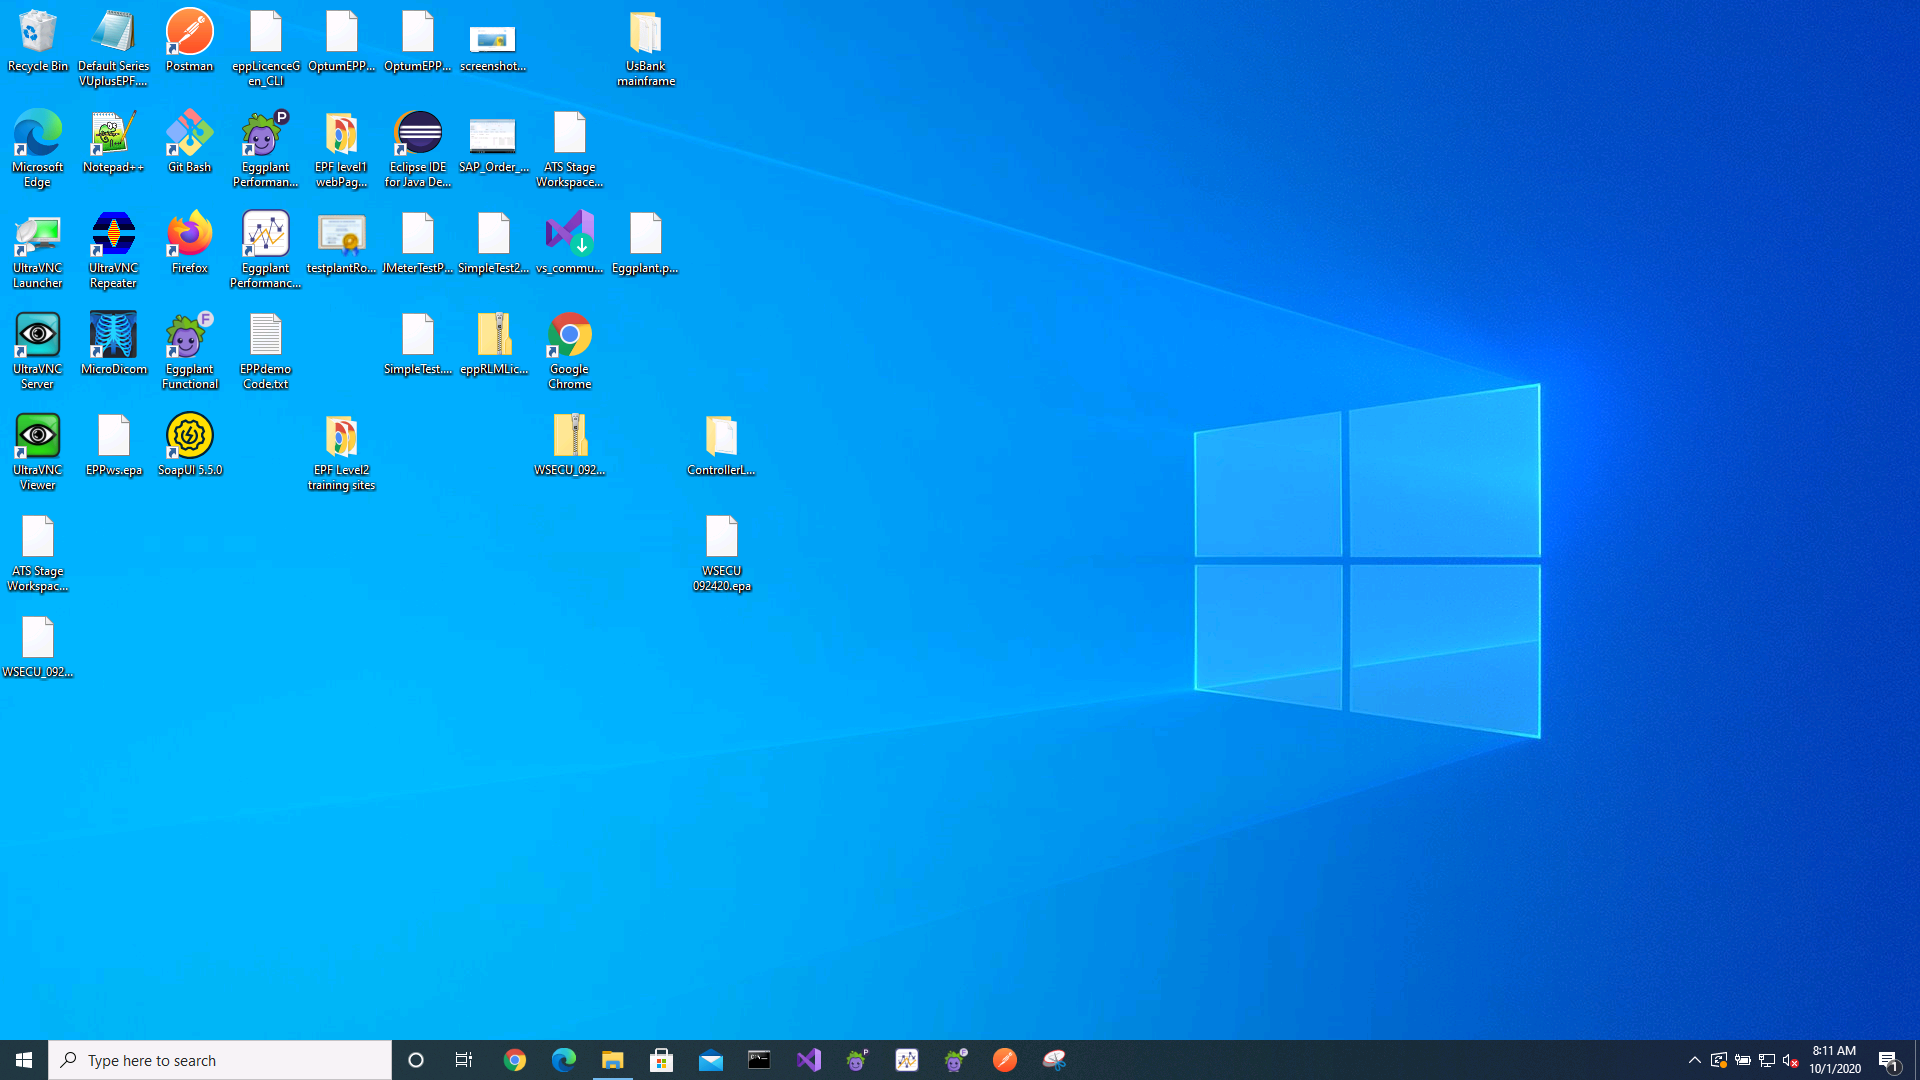 Recycle Bin
Default Series
VUplusEPF....
Postman
eppLicenceG
en_CLI
OptumEPP...
OptumEPP...
screenshot...
UsBank
mainframe
Microsoft
Edge
Notepad++
Git Bash
Eggplant
Performan...
P
EPF level1
webPag...
Eclipse IDE
for Java De...
SAP_Order_...
ATS Stage
Workspace...
UltraVNC
Launcher
UltraVNC
Repeater
Firefox
Eggplant
Performanc...
testplantRo...
JMeterTestP...
SimpleTest2...
vs_commu...
Eggplant.p...
UltraVNC
Server
MicroDicom
F
Eggplant
Functional
EPPdemo
Code.txt
SimpleTest....
eppRLMLic...
Google
Chrome
UltraVNC
Viewer
EPPws.epa
SoapUI 5.5.0
EPF Level2
training sites
WSECU_092...
ControllerL...
ATS Stage
Workspac...
WSECU
092420.epa
WSECU_092...
Type here to search
P
F
8:11 AM
10/1/2020
1